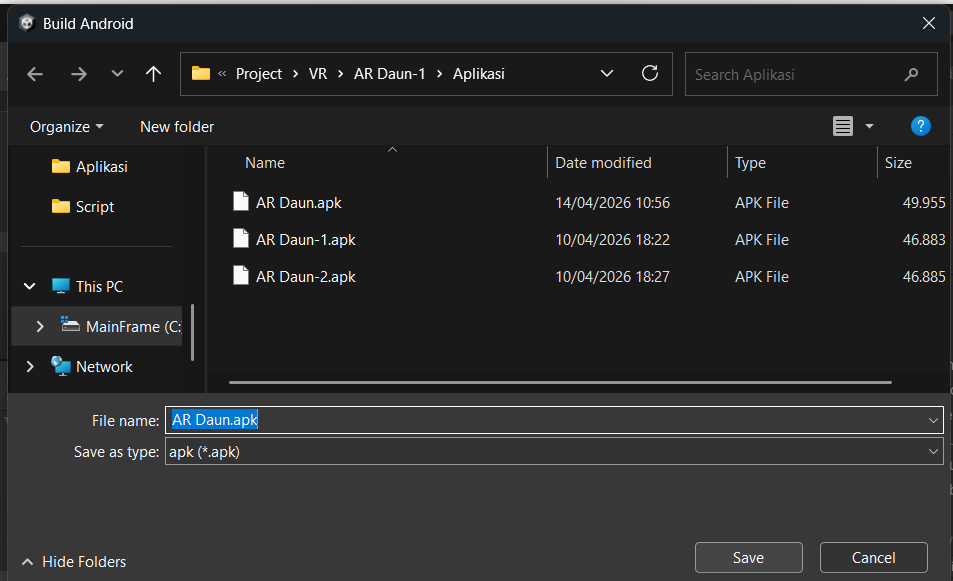 Build Android
« Project > VR > AR Daun-1 > Aplikasi
Search Aplikasi
Organize
New folder
?
Aplikasi
Script
This PC
MainFrame (C:
Network
Name Date modified Type Size
AR Daun.apk 14/04/2026 10:56 APK File 49.955
AR Daun-1.apk 10/04/2026 18:22 APK File 46.883
AR Daun-2.apk 10/04/2026 18:27 APK File 46.885
File name: AR Daun.apk
Save as type: apk (*.apk)
Hide Folders
Save
Cancel